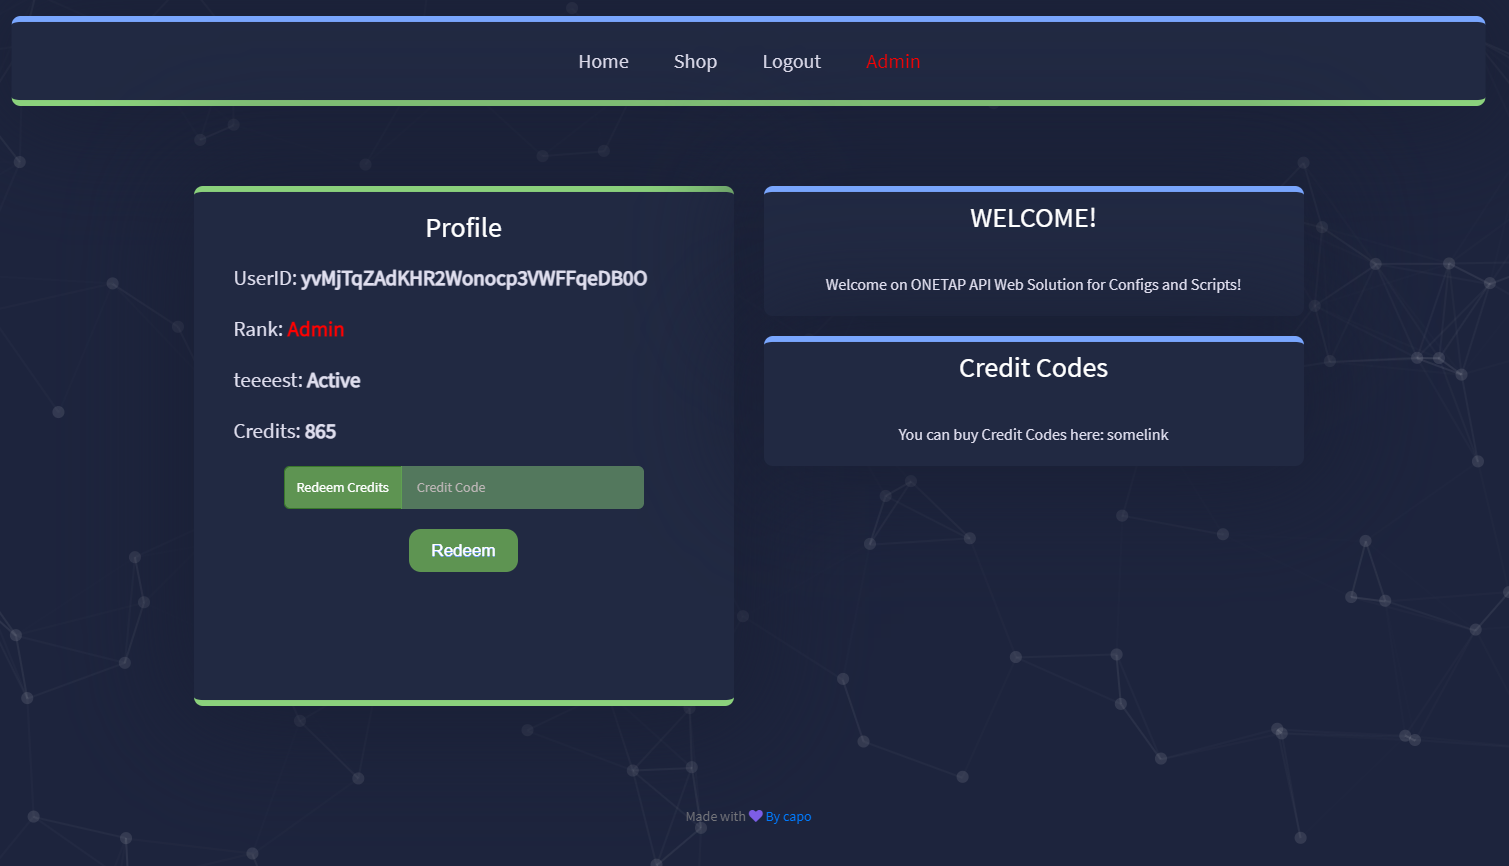 Home Shop Logout Admin
Profile
UserID: yvMjTqZAdKHR2Wonocp3VWFFqeDB0O
Rank: Admin
teeeest: Active
Credits: 865
Redeem Credits Credit Code
Redeem
WELCOME!
Welcome on ONETAP API Web Solution for Configs and Scripts!
Credit Codes
You can buy Credit Codes here: somelink
Made with 💜 By capo